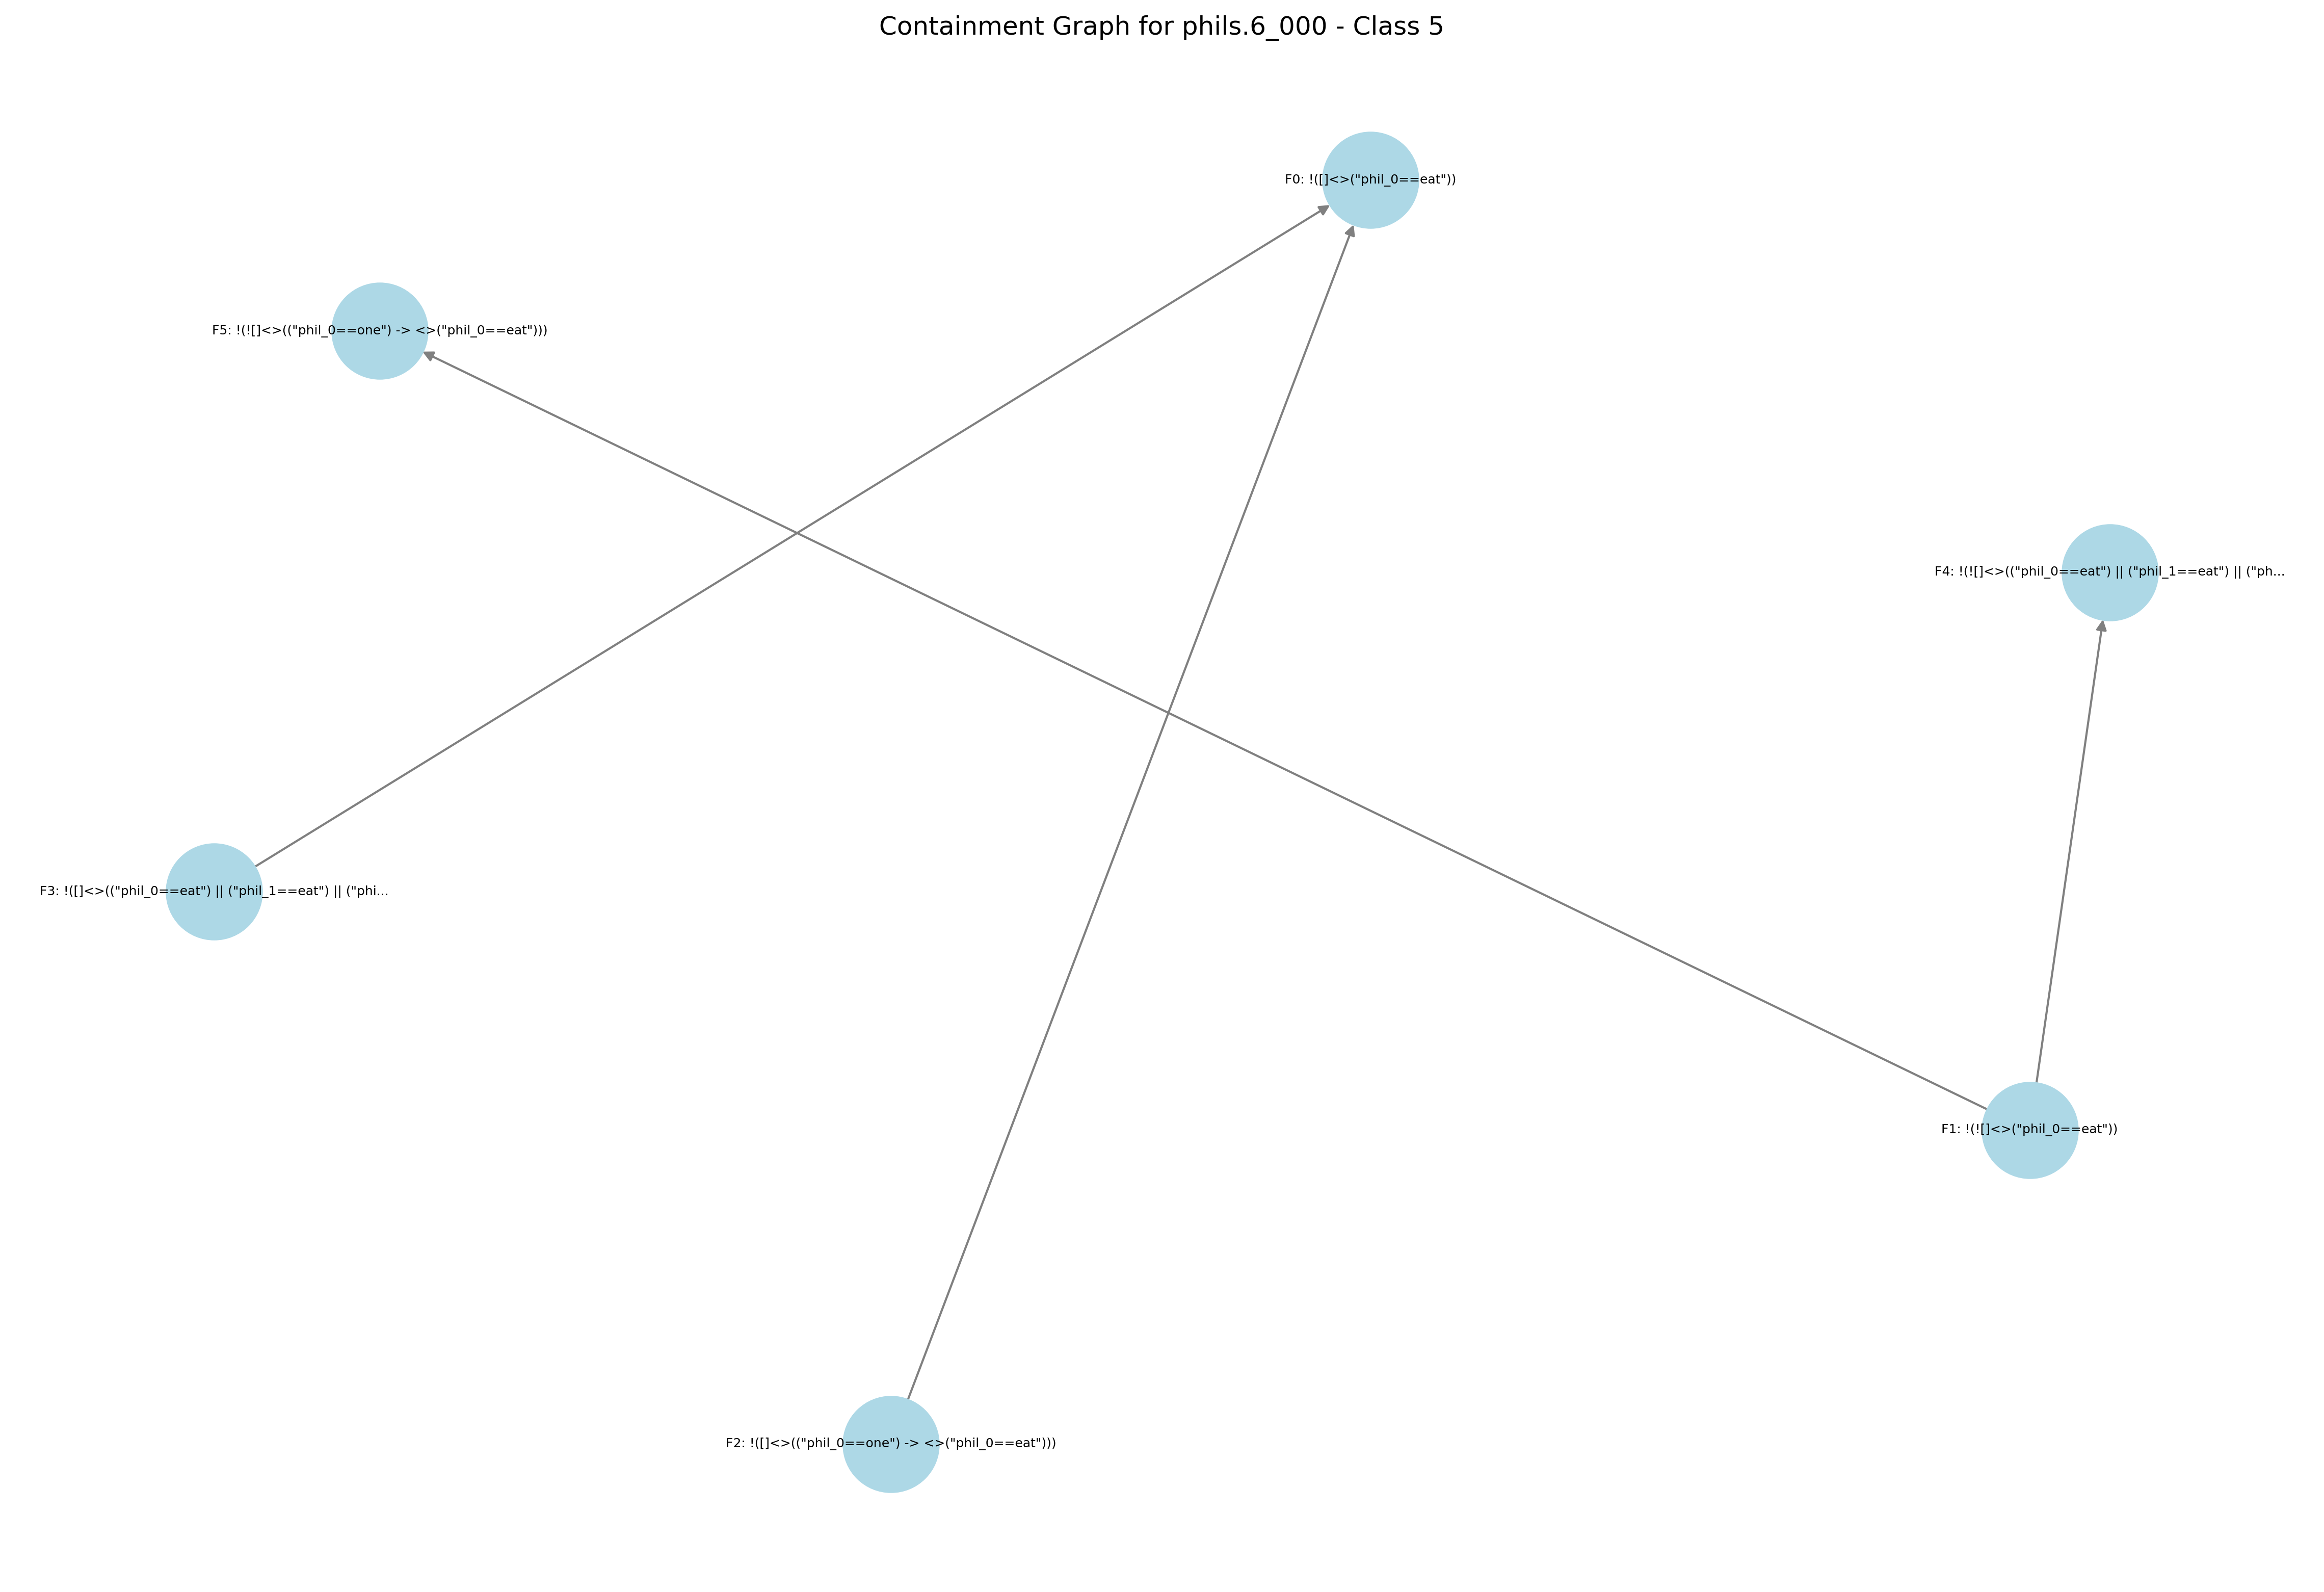 Containment Graph for phils.6_000 - Class 5
F0: !([]<>("phil_0==eat"))
F5: !(![]<>(("phil_0==one") -> <>("phil_0==eat")))
F4: !(![]<>(("phil_0==eat") || ("phil_1==eat") || ("ph...
F3: !([]<>(("phil_0==eat") || ("phil_1==eat") || ("phi...
F1: !(![]<>("phil_0==eat"))
F2: !([]<>(("phil_0==one") -> <>("phil_0==eat")))